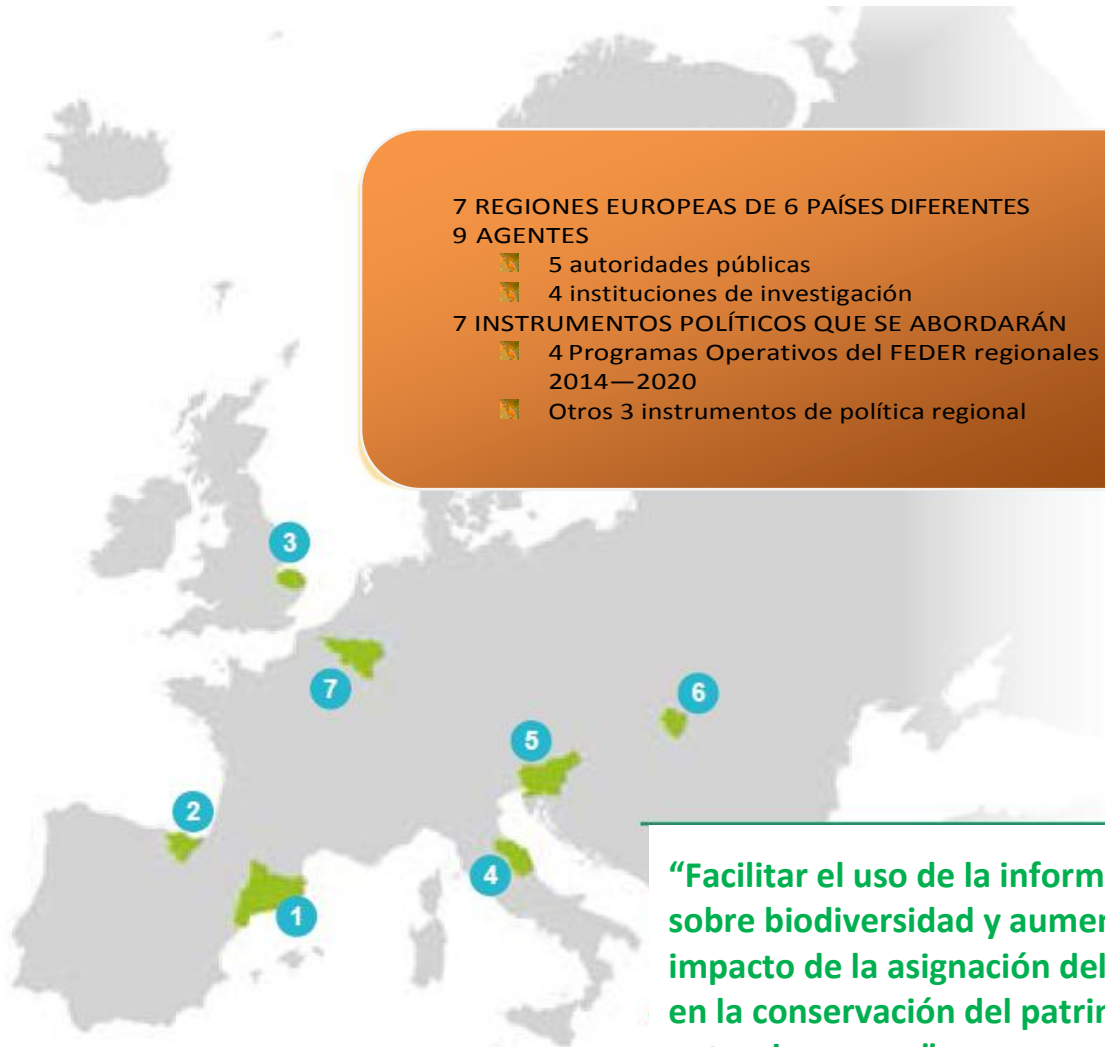 7 REGIONES EUROPEAS DE 6 PAÍSES DIFERENTES
9 AGENTES
5 autoridades públicas
4 instituciones de investigación
7 INSTRUMENTOS POLÍTICOS QUE SE ABORDARÁN
4 Programas Operativos del FEDER regionales
2014—2020
Otros 3 instrumentos de política regional
3
7
6
5
2
4
1
“Facilitar el uso de la inform
sobre biodiversidad y aumen
impacto de la asignación del
en la conservación del patrin